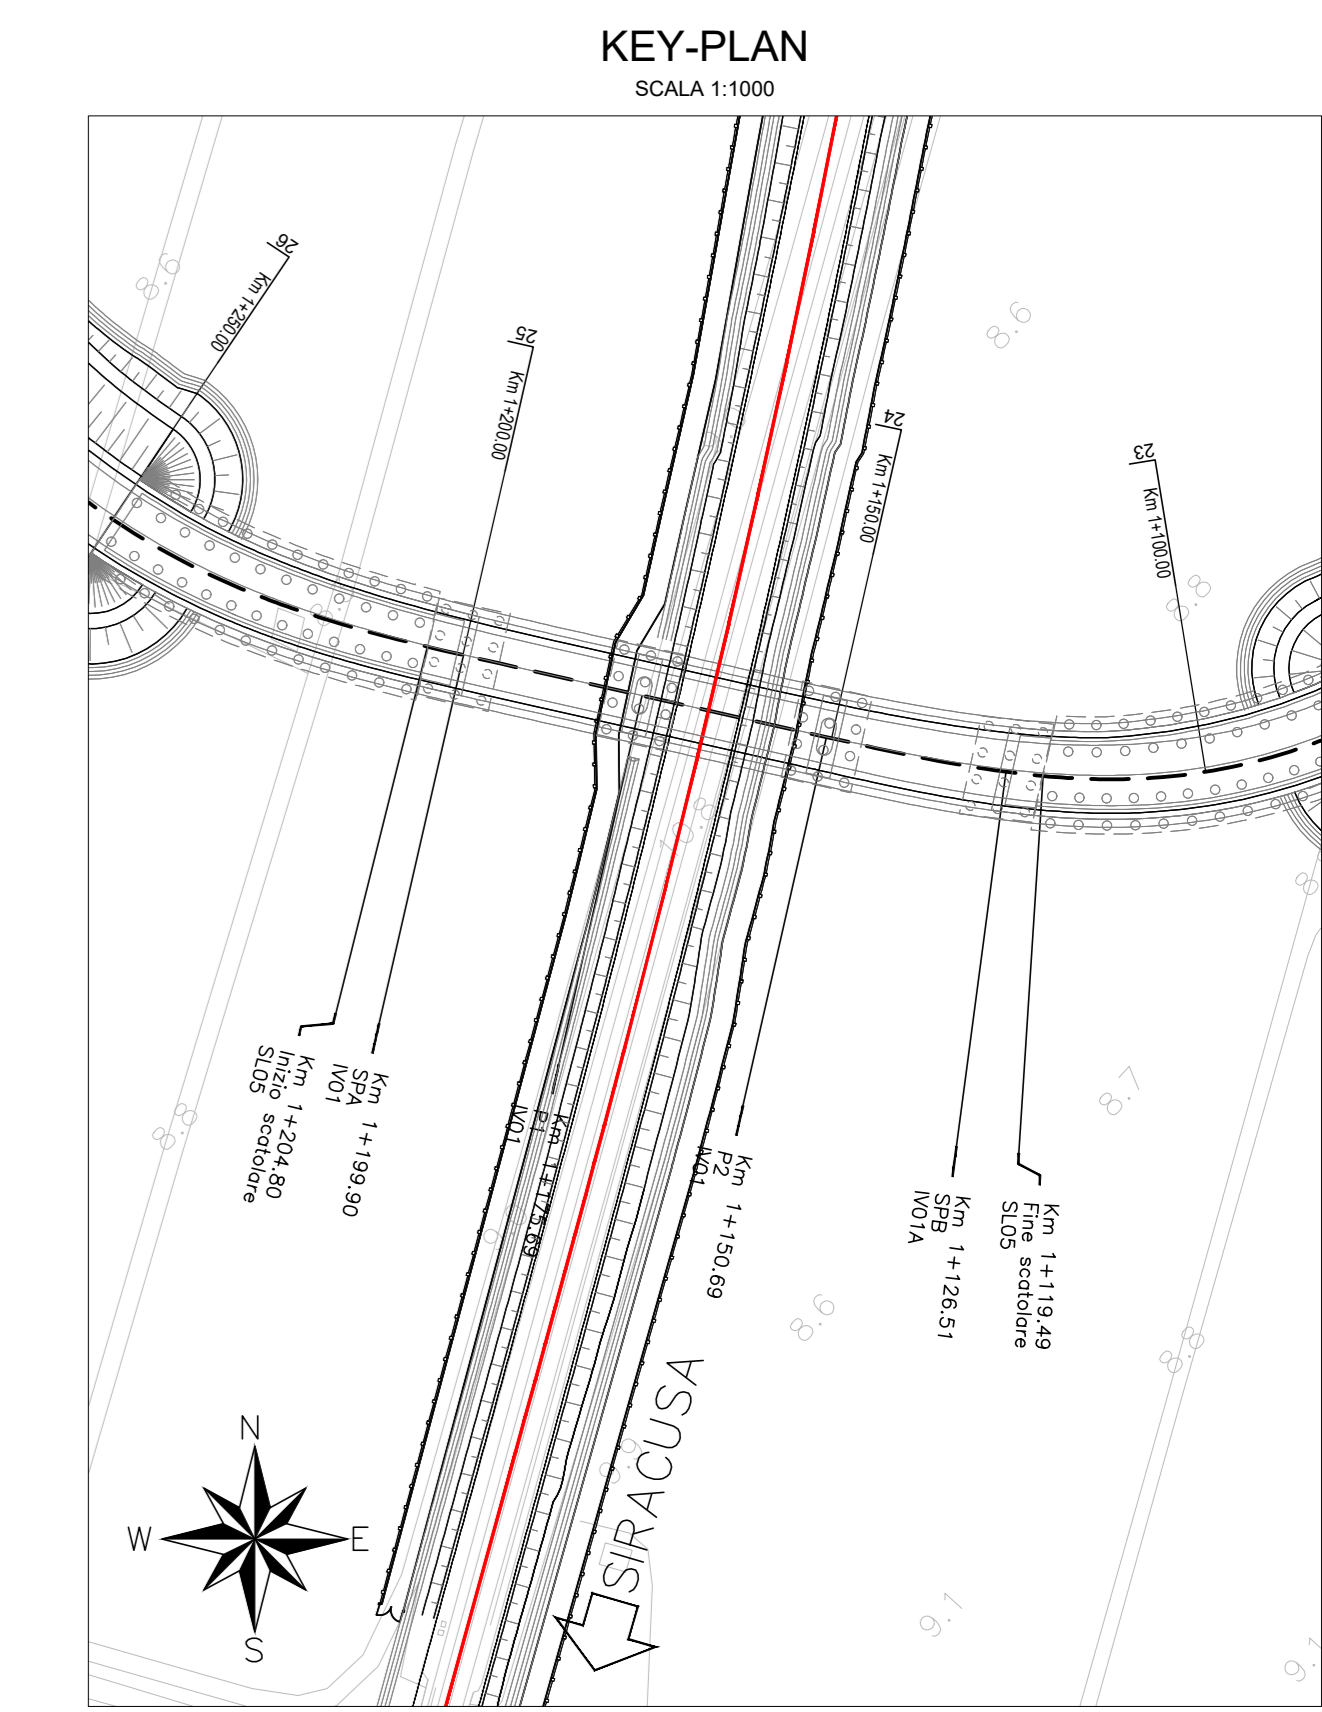 KEY-PLAN
SCALA 1:1000
26
Km 1+250.00
25
Km 1+200.00
24
Km 1+150.00
23
Km 1+100.00
8.6
8.6
8.8
10.8
8.7
8.8
8.6
8.8
9.1
Km 1+204.80
Inizio scatolare
SL05
Km 1+199.90
SPA
IV01
Km 1+175.69
P1
IV01
Km 1+150.69
P2
IV01
Km 1+126.51
SPB
IV01A
Km 1+119.49
Fine scatolare
SL05
SIRACUSA
N
W
E
S